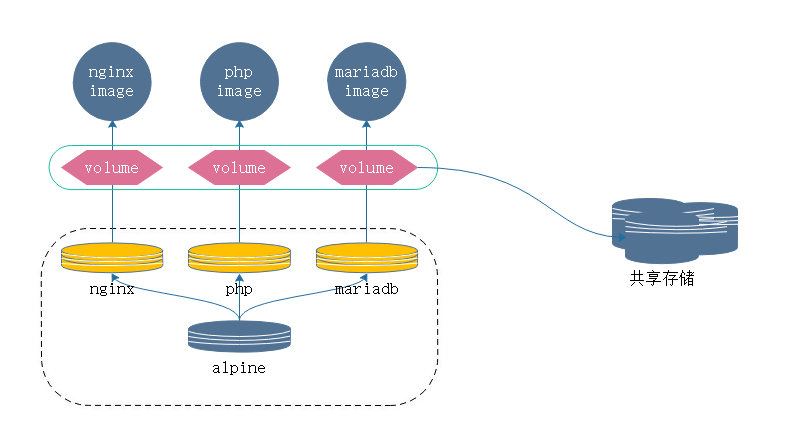 nginx
image
php
image
mariadb
image
volume
volume
volume
nginx
php
mariadb
alpine
共享存储